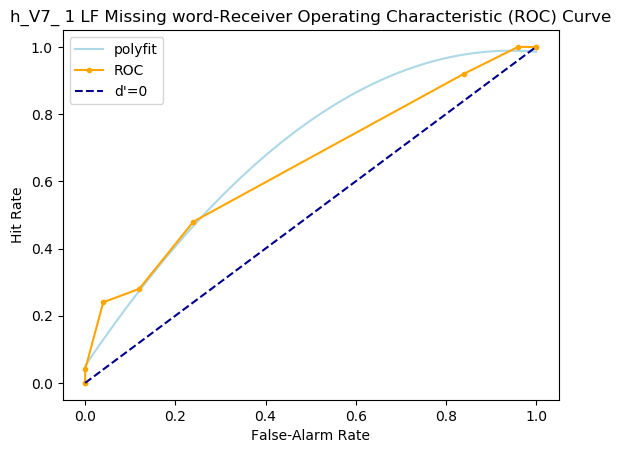 h_V7_ 1 LF Missing word-Receiver Operating Characteristic (ROC) Curve
polyfit
ROC
d'=0
1.0
0.8
0.6
0.4
0.2
0.0
Hit Rate
0.0 0.2 0.4 0.6 0.8 1.0
False-Alarm Rate